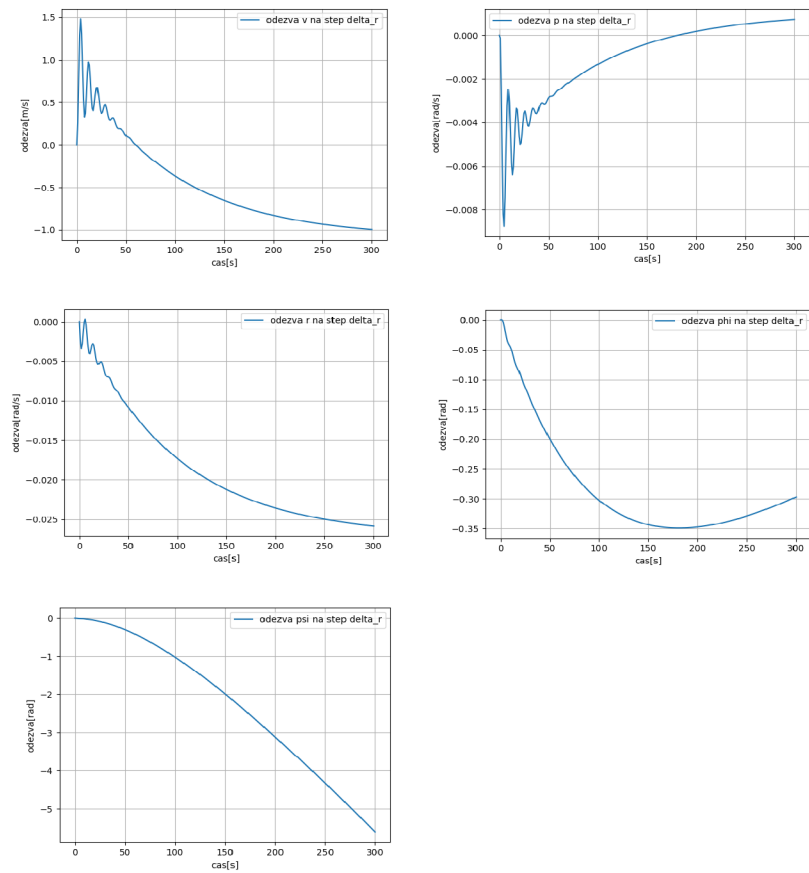 odezva v na step delta_r
1.5
1.0
0.5
0.0
−0.5
−1.0
0 50 100 150 200 250 300
cas[s]
odezva[m/s]
odezva p na step delta_r
0.000
−0.002
−0.004
−0.006
−0.008
0 50 100 150 200 250 300
cas[s]
odezva[rad/s]
odezva r na step delta_r
0.000
−0.005
−0.010
−0.015
−0.020
−0.025
0 50 100 150 200 250 300
cas[s]
odezva[rad/s]
odezva phi na step delta_r
0.00
−0.05
−0.10
−0.15
−0.20
−0.25
−0.30
−0.35
0 50 100 150 200 250 300
cas[s]
odezva[rad]
odezva psi na step delta_r
0
−1
−2
−3
−4
−5
0 50 100 150 200 250 300
cas[s]
odezva[rad]